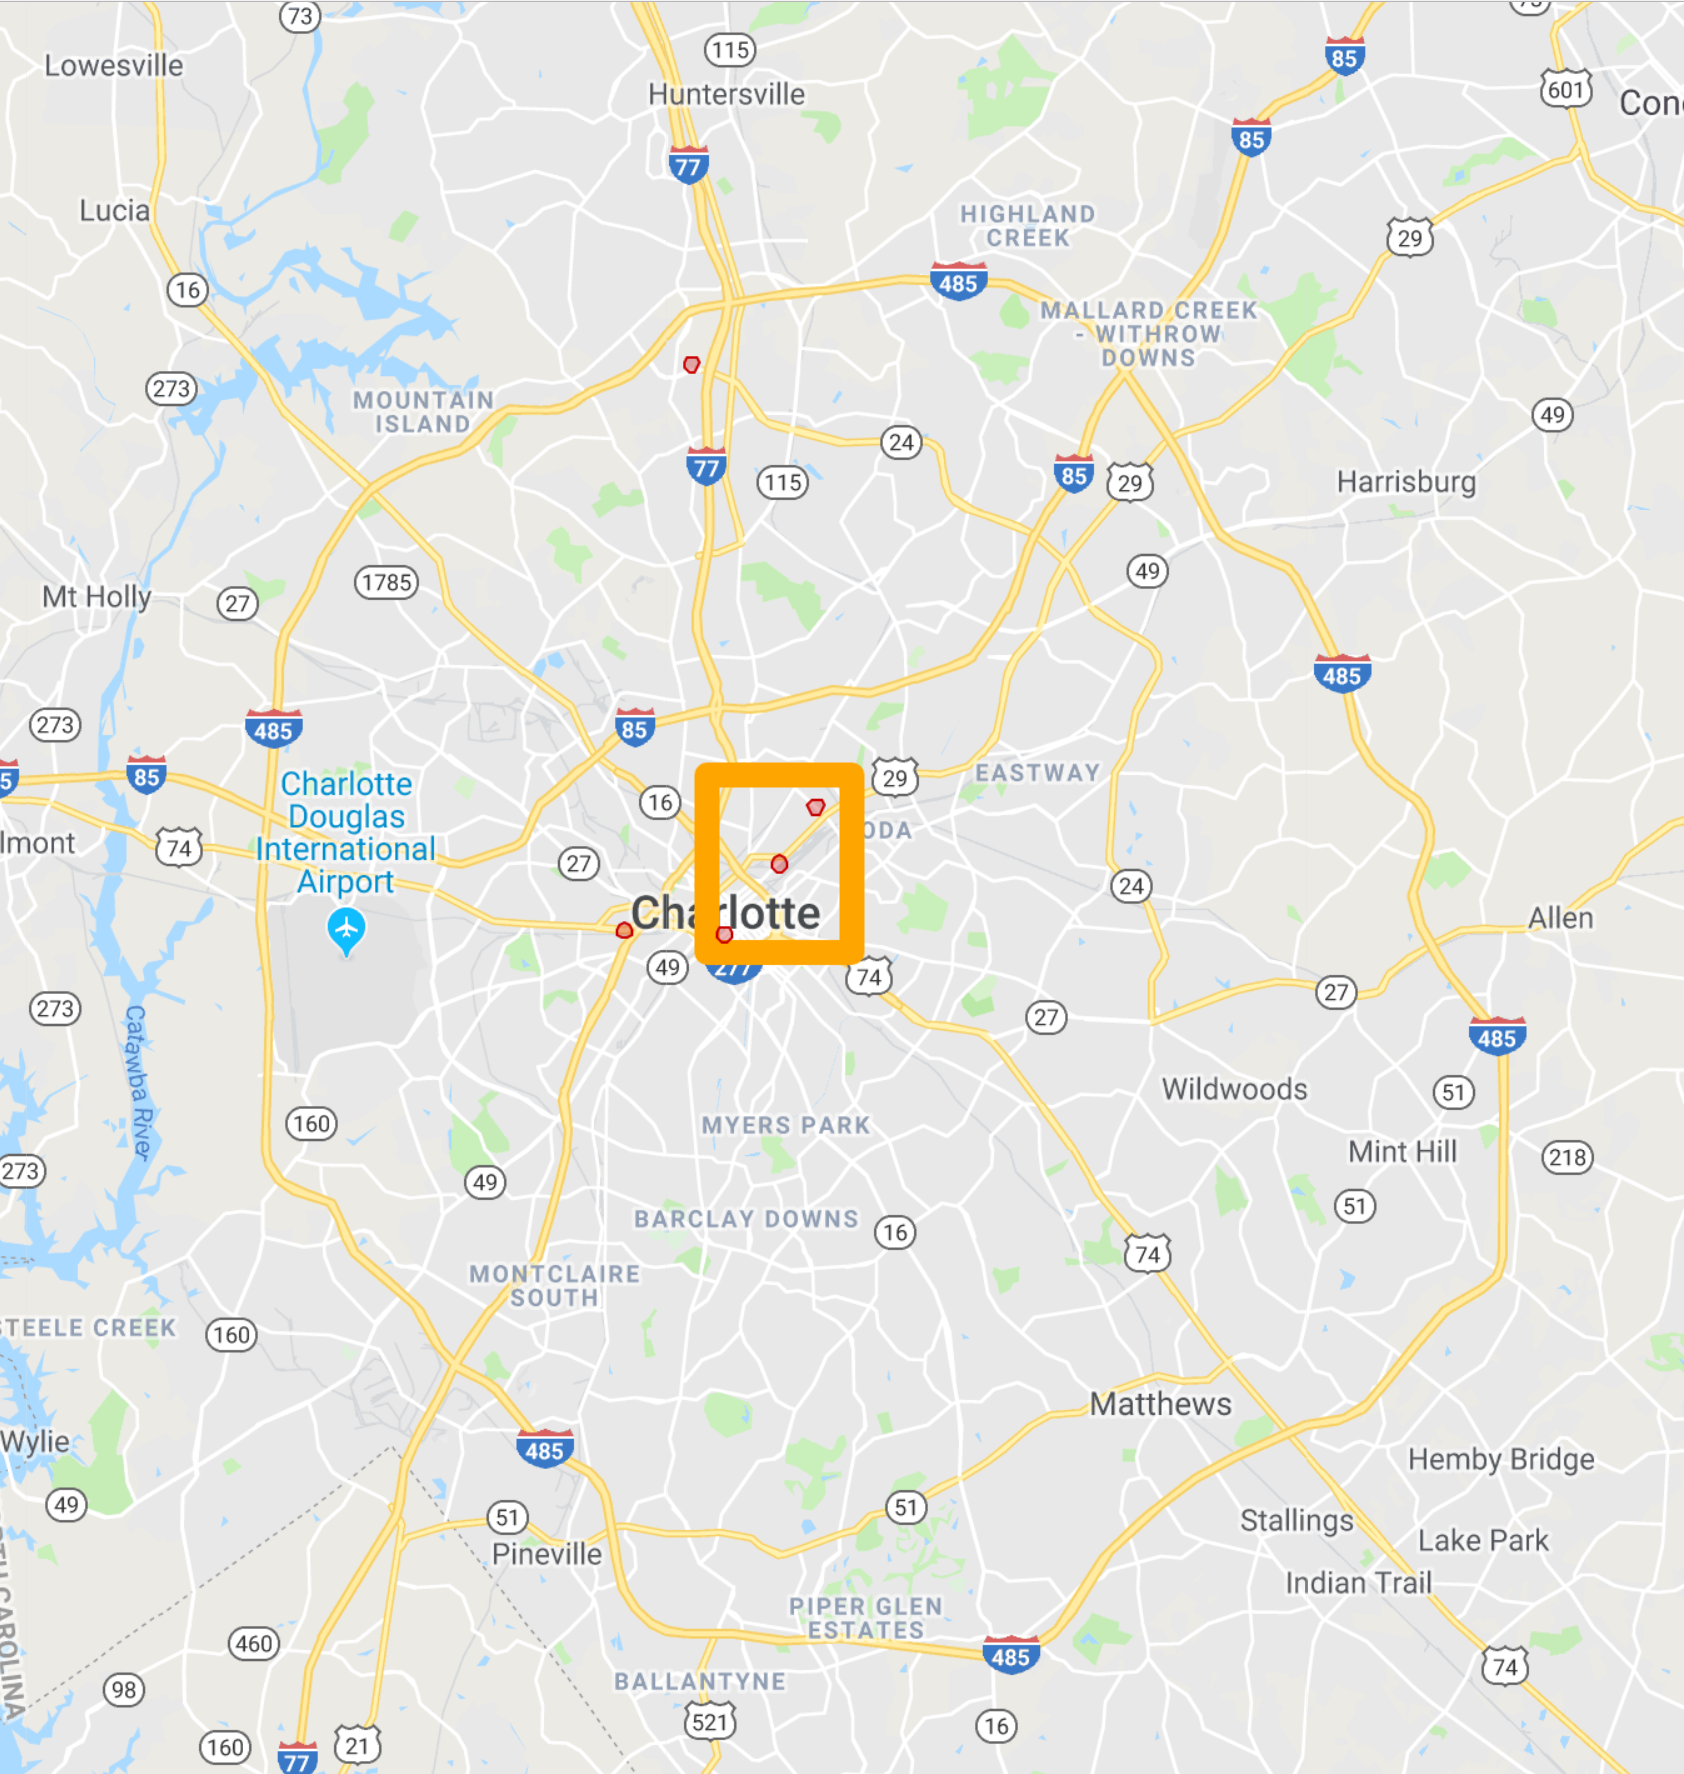 73
73
115
85
Lowesville
601
Huntersville
Con
85
77
Lucia
HIGHLAND
CREEK
29
16
485
MALLARD CREEK
- WITHROW
DOWNS
273
MOUNTAIN
ISLAND
49
24
77
85
115
29
Harrisburg
49
1785
Mt Holly
27
485
273
485
85
5
85
Charlotte
Douglas
International
Airport
29
EASTWAY
16
ODA
lmont
74
27
24
Charlotte
Allen
49
277
74
27
273
27
485
Catawba River
Wildwoods
51
160
MYERS PARK
Mint Hill
218
273
49
51
BARCLAY DOWNS
16
74
MONTCLAIRE
SOUTH
STEELE CREEK
160
Matthews
Wylie
485
Hemby Bridge
49
51
51
Stallings
Lake Park
Pineville
Indian Trail
PIPER GLEN
ESTATES
NORTH CAROLINA
460
485
74
98
BALLANTYNE
521
16
160
21
77